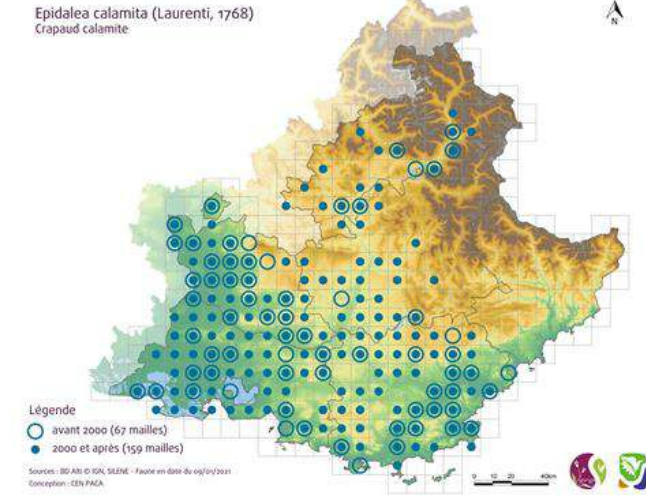 Epidalea calamita (Laurenti, 1768)
Crapaud calamite
N
Légende
avant 2000 (67 mailles)
2000 et après (159 mailles)
Sources : BD Alti © IGN, SILENE - Faune en date du 09/01/2021
Conception : CEN PACA
0 10 20 40km